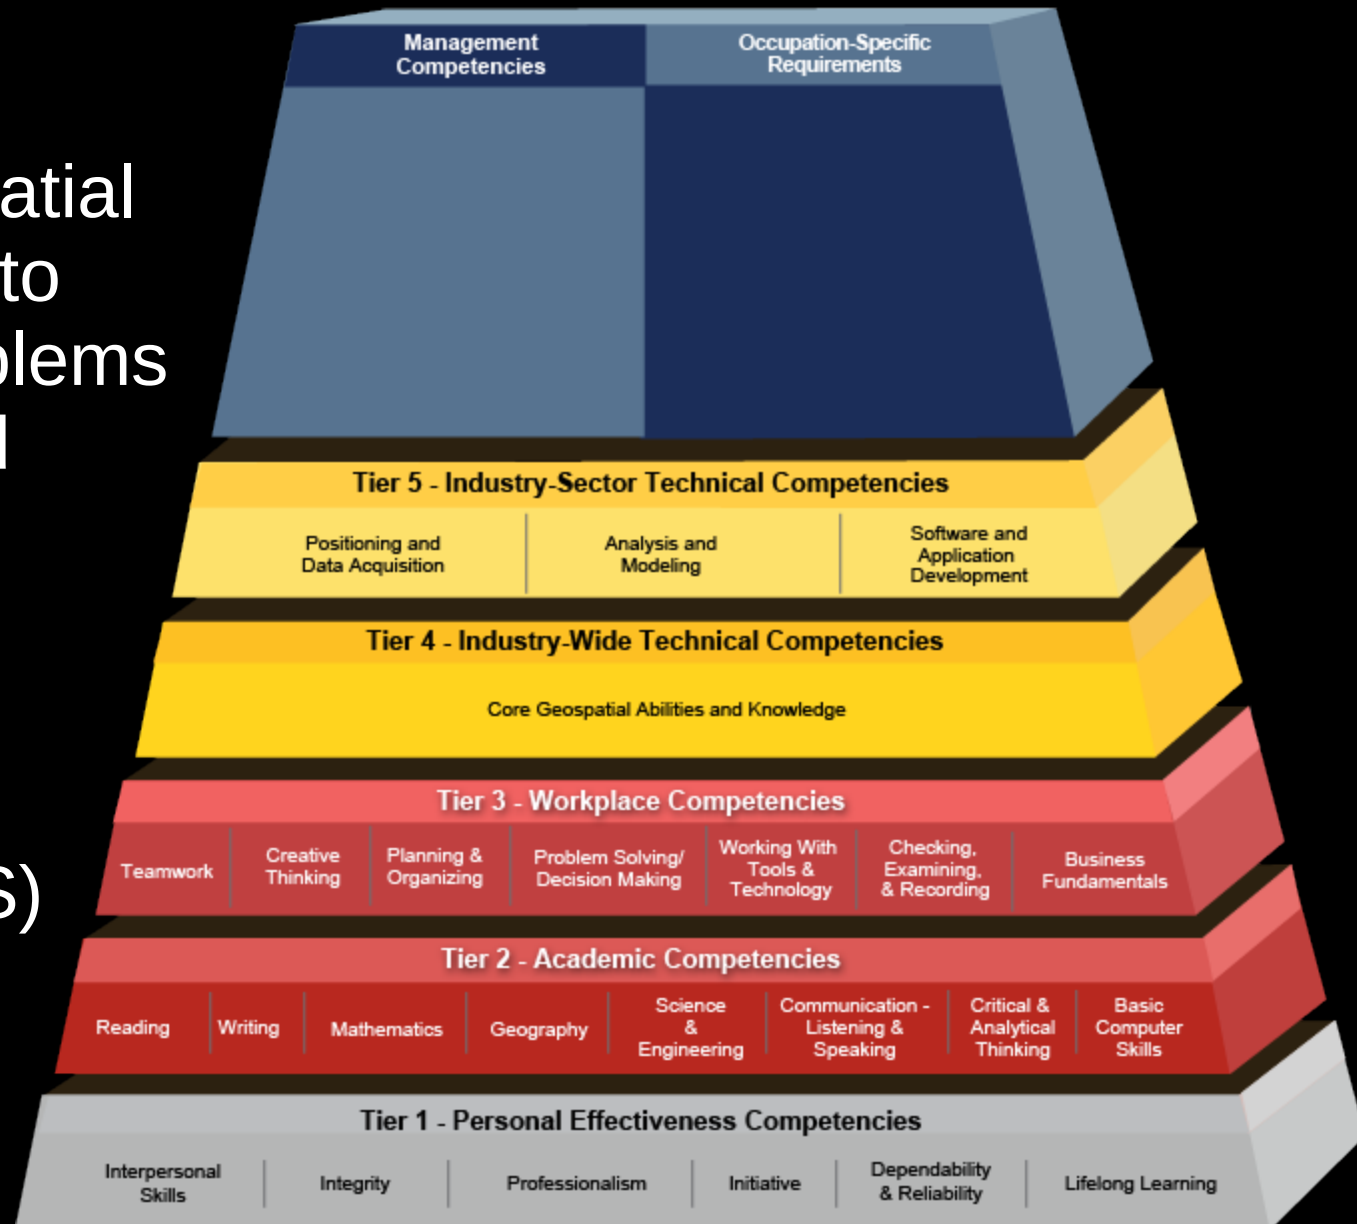 Management
Competencies
Occupation-Specific
Requirements
atial
to
blems
Tier 5 - Industry-Sector Technical Competencies
Positioning and
Data Acquisition
Analysis and
Modeling
Software and
Application
Development
Tier 4 - Industry-Wide Technical Competencies
Core Geospatial Abilities and Knowledge
Tier 3 - Workplace Competencies
Teamwork
Creative
Thinking
Planning &
Organizing
Problem Solving/
Decision Making
Working With
Tools &
Technology
Checking,
Examining,
& Recording
Business
Fundamentals
S)
Tier 2 - Academic Competencies
Reading
Writing
Mathematics
Geography
Science
&
Engineering
Communication -
Listening &
Speaking
Critical &
Analytical
Thinking
Basic
Computer
Skills
Tier 1 - Personal Effectiveness Competencies
Interpersonal
Skills
Integrity
Professionalism
Initiative
Dependability
& Reliability
Lifelong Learning